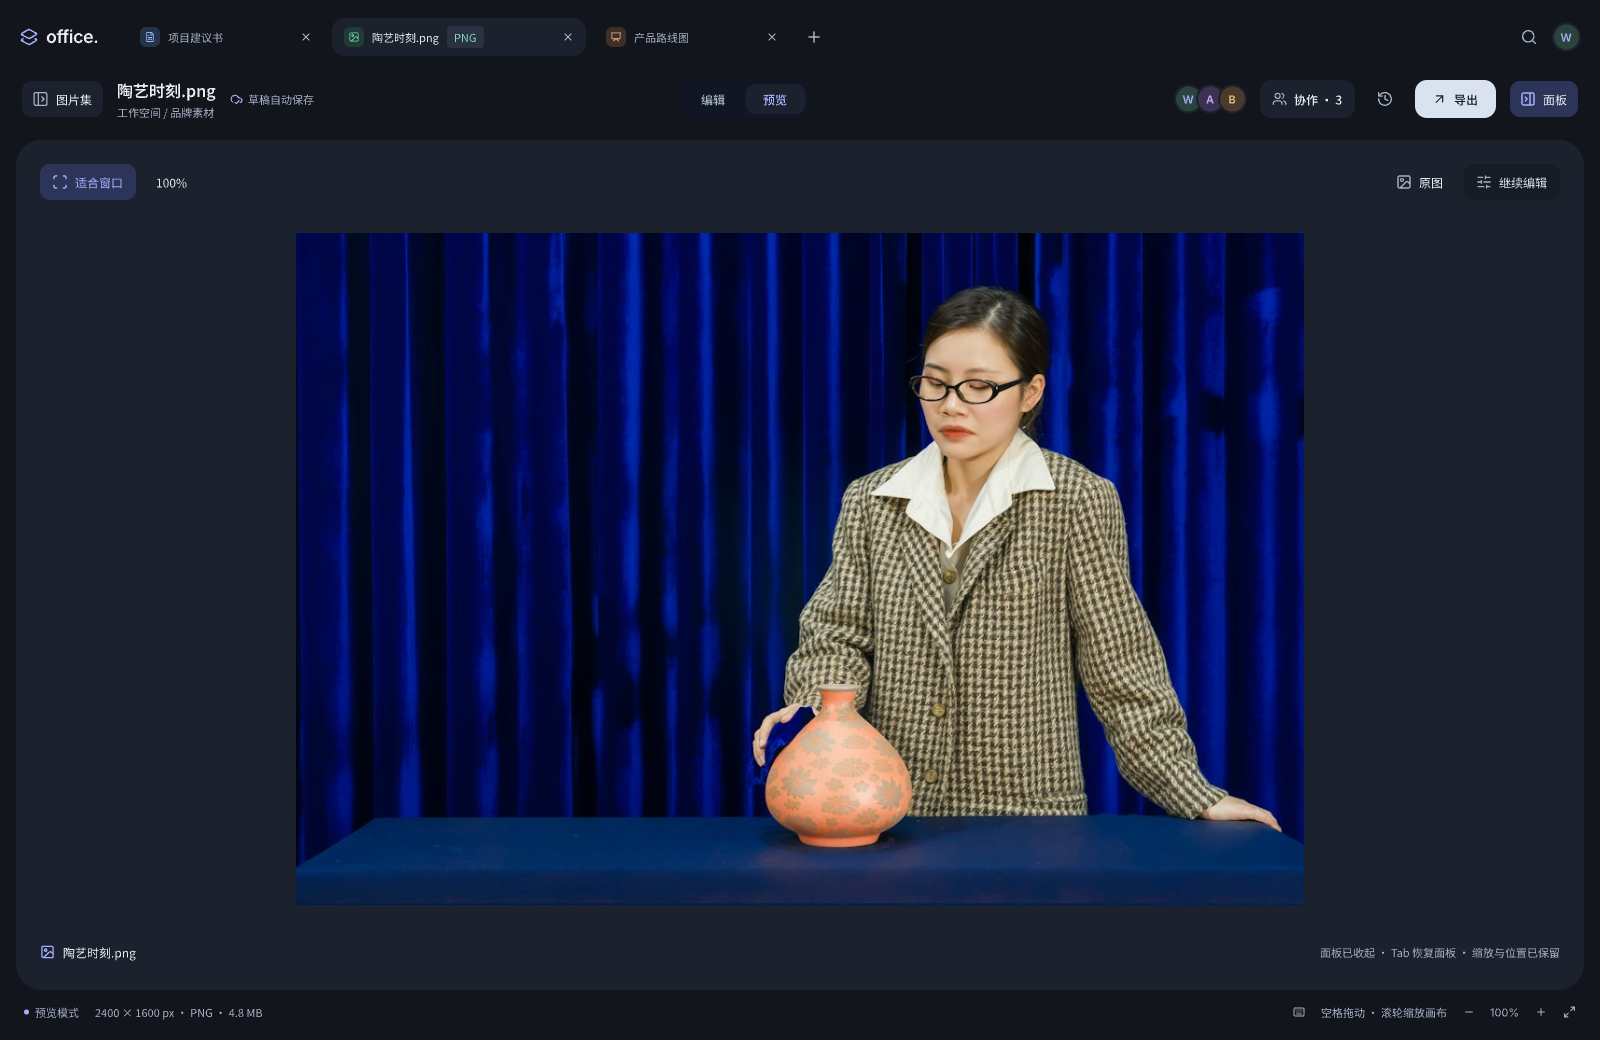 office.
项目建议书
陶艺时刻.png PNG
产品路线图
W
图片集
陶艺时刻.png
工作空间 / 品牌素材
草稿自动保存
编辑
预览
W A B
协作 · 3
导出
面板
适合窗口
100%
原图
继续编辑
陶艺时刻.png
面板已收起 · Tab 恢复面板 · 缩放与位置已保留
预览模式
2400 × 1600 px · PNG · 4.8 MB
空格拖动 · 滚轮缩放画布
100%